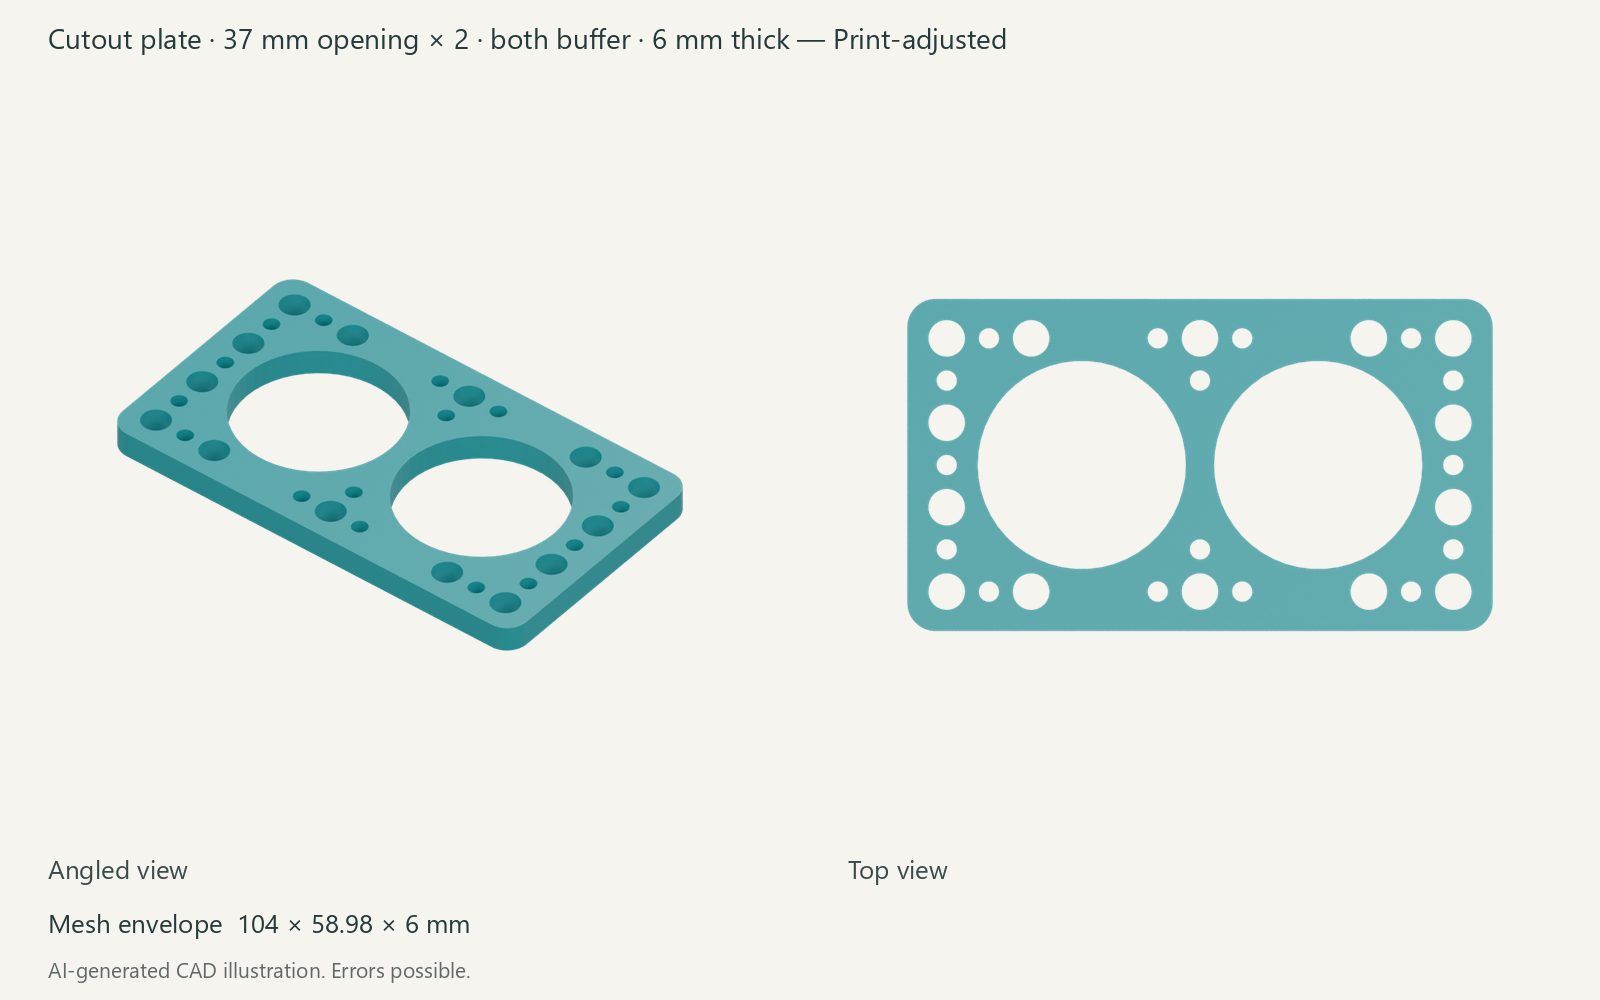 Cutout plate · 37 mm opening × 2 · both buffer · 6 mm thick — Print-adjusted
Angled view
Top view
Mesh envelope 104 × 58.98 × 6 mm
AI-generated CAD illustration. Errors possible.